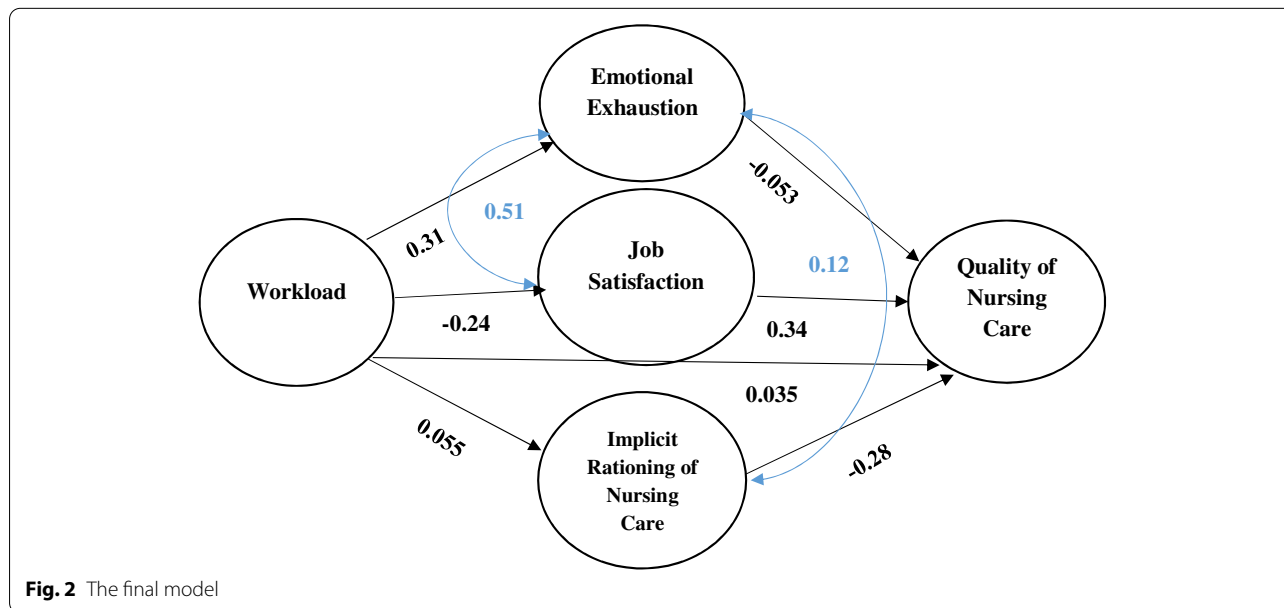 Emotional
Exhaustion
-0.053
0.31
0.51
Job
Satisfaction
0.12
Workload
Quality of
Nursing
Care
-0.24
0.34
0.035
0.055
Implicit
Rationing of
Nursing
Care
-0.28
Fig. 2 The final model